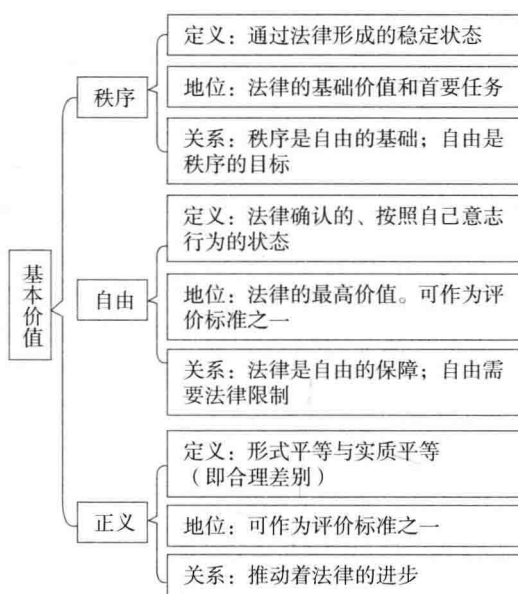 基本价值
秩序
定义：通过法律形成的稳定状态
地位：法律的基础价值和首要任务
关系：秩序是自由的基础；自由是
秩序的目标
自由
定义：法律确认的、按照自己意志
行为的状态
地位：法律的最高价值。可作为评
价标准之一
关系：法律是自由的保障；自由需
要法律限制
正义
定义：形式平等与实质平等
（即合理差别）
地位：可作为评价标准之一
关系：推动着法律的进步